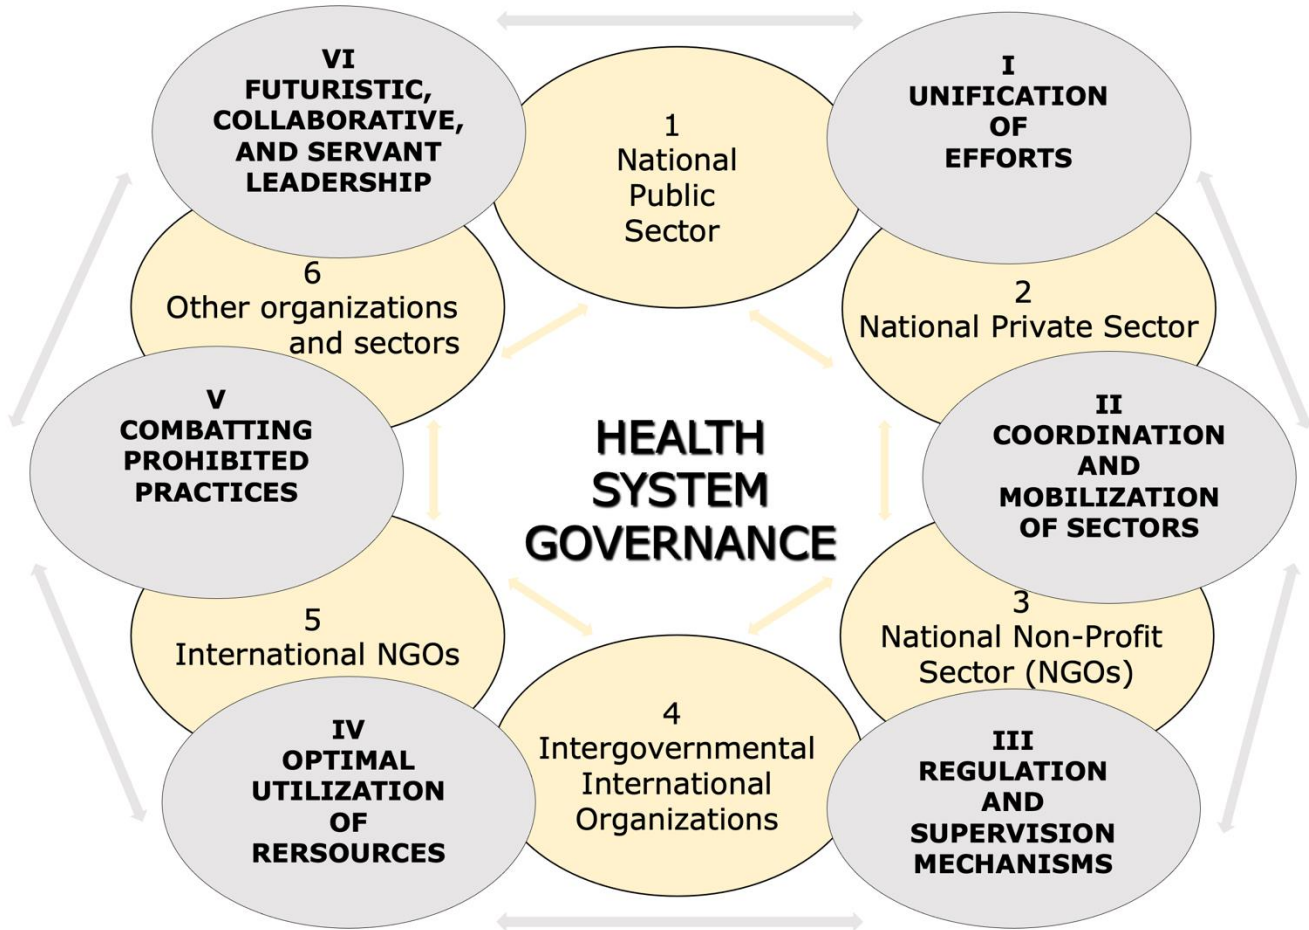 VI
FUTURISTIC,
COLLABORATIVE,
AND SERVANT
LEADERSHIP
1
National
Public
Sector
I
UNIFICATION
OF
EFFORTS
6
Other organizations
and sectors
2
National Private Sector
V
COMBATTING
PROHIBITED
PRACTICES
HEALTH
SYSTEM
GOVERNANCE
II
COORDINATION
AND
MOBILIZATION
OF SECTORS
5
International NGOs
3
National Non-Profit
Sector (NGOs)
IV
OPTIMAL
UTILIZATION
OF
RERSOURCES
4
Intergovernmental
International
Organizations
III
REGULATION
AND
SUPERVISION
MECHANISMS